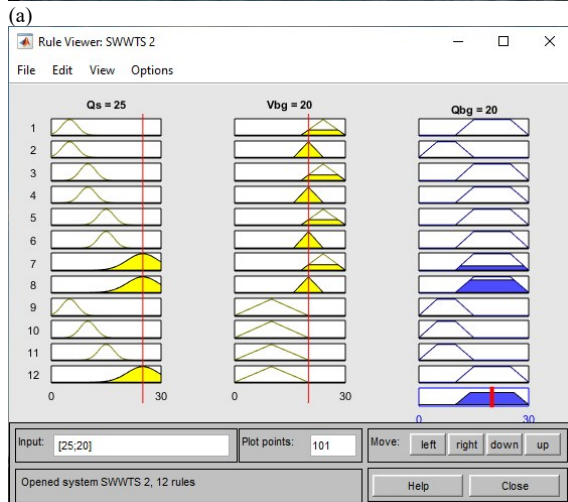 (a)
Rule Viewer: SWWTS 2
File Edit View Options
Qs = 25 Vbg = 20 Qbg = 20
1
2
3
4
5
6
7
8
9
10
11
12
0 30 0 30
0 30
Input: [25;20] Plot points: 101 Move: left right down up
Opened system SWWTS 2, 12 rules Help Close